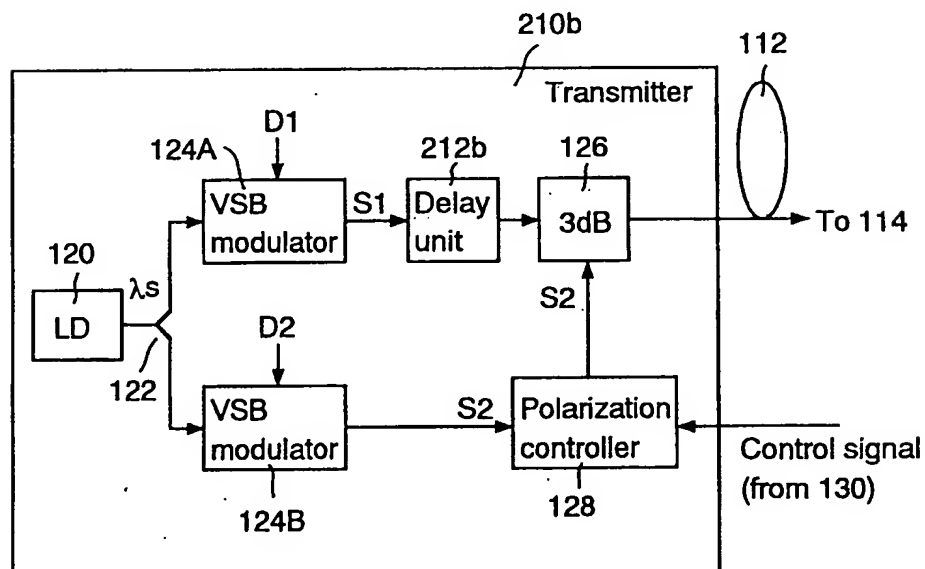 210b
112
Transmitter
D1
124A
212b
126
VSB
modulator
S1
Delay
unit
3dB
To 114
120
λs
LD
S2
D2
122
VSB
modulator
S2
Polarization
controller
Control signal
(from 130)
128
124B